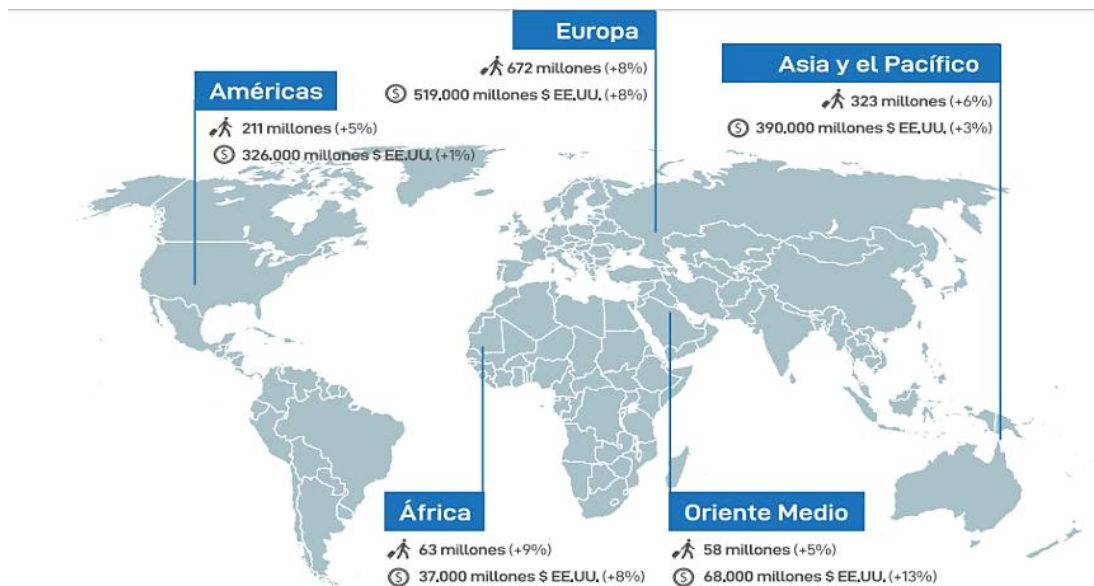 Europa
672 millones (+8%)
519.000 millones $ EE.UU. (+8%)
Asia y el Pacífico
323 millones (+6%)
390.000 millones $ EE.UU. (+3%)
Américas
211 millones (+5%)
326.000 millones $ EE.UU. (+1%)
África
63 millones (+9%)
37.000 millones $ EE.UU. (+8%)
Oriente Medio
58 millones (+5%)
68.000 millones $ EE.UU. (+13%)